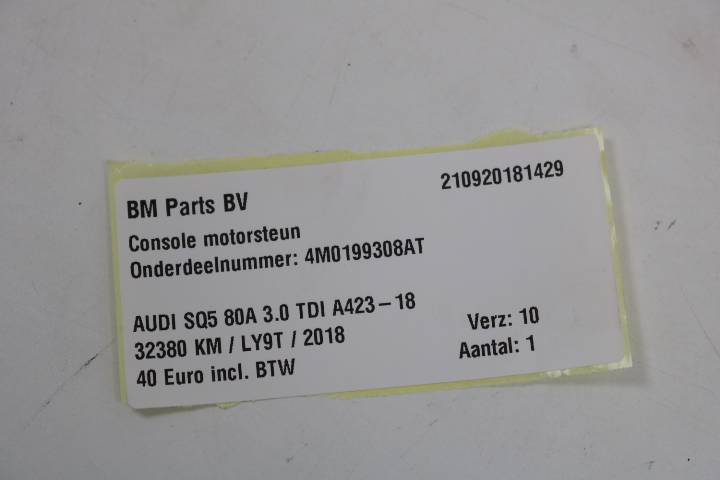 BM Parts BV
210920181429
Console motorsteun
Onderdeelnummer: 4M0199308AT
AUDI SQ5 80A 3.0 TDI A423-18
32380 KM / LY9T / 2018
Verz: 10
40 Euro incl. BTW
Aantal: 1